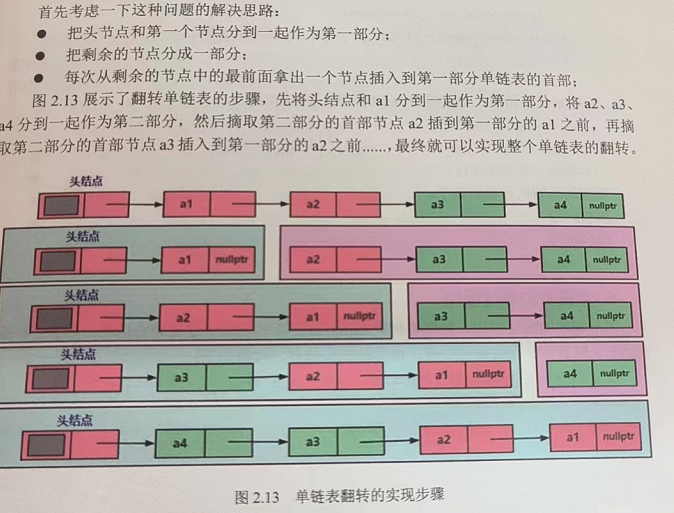 首先考虑一下这种问题的解决思路：
● 把头节点和第一个节点分到一起作为第一部分；
● 把剩余的节点分成一部分；
● 每次从剩余的节点中的最前面拿出一个节点插入到第一部分单链表的首部；
图 2.13 展示了翻转单链表的步骤，先将头结点和 a1 分到一起作为第一部分，将 a2、a3、
a4 分到一起作为第二部分，然后摘取第二部分的首部节点 a2 插到第一部分的 a1 之前，再摘
取第二部分的首部节点 a3 插入到第一部分的 a2 之前……，最终就可以实现整个单链表的翻转。
头结点
a1 a2 a3 a4 nullptr
头结点
a1 nullptr a2 a3 a4 nullptr
头结点
a2 a1 nullptr a3 a4 nullptr
头结点
a3 a2 a1 nullptr a4 nullptr
头结点
a4 a3 a2 a1 nullptr
图 2.13 单链表翻转的实现步骤